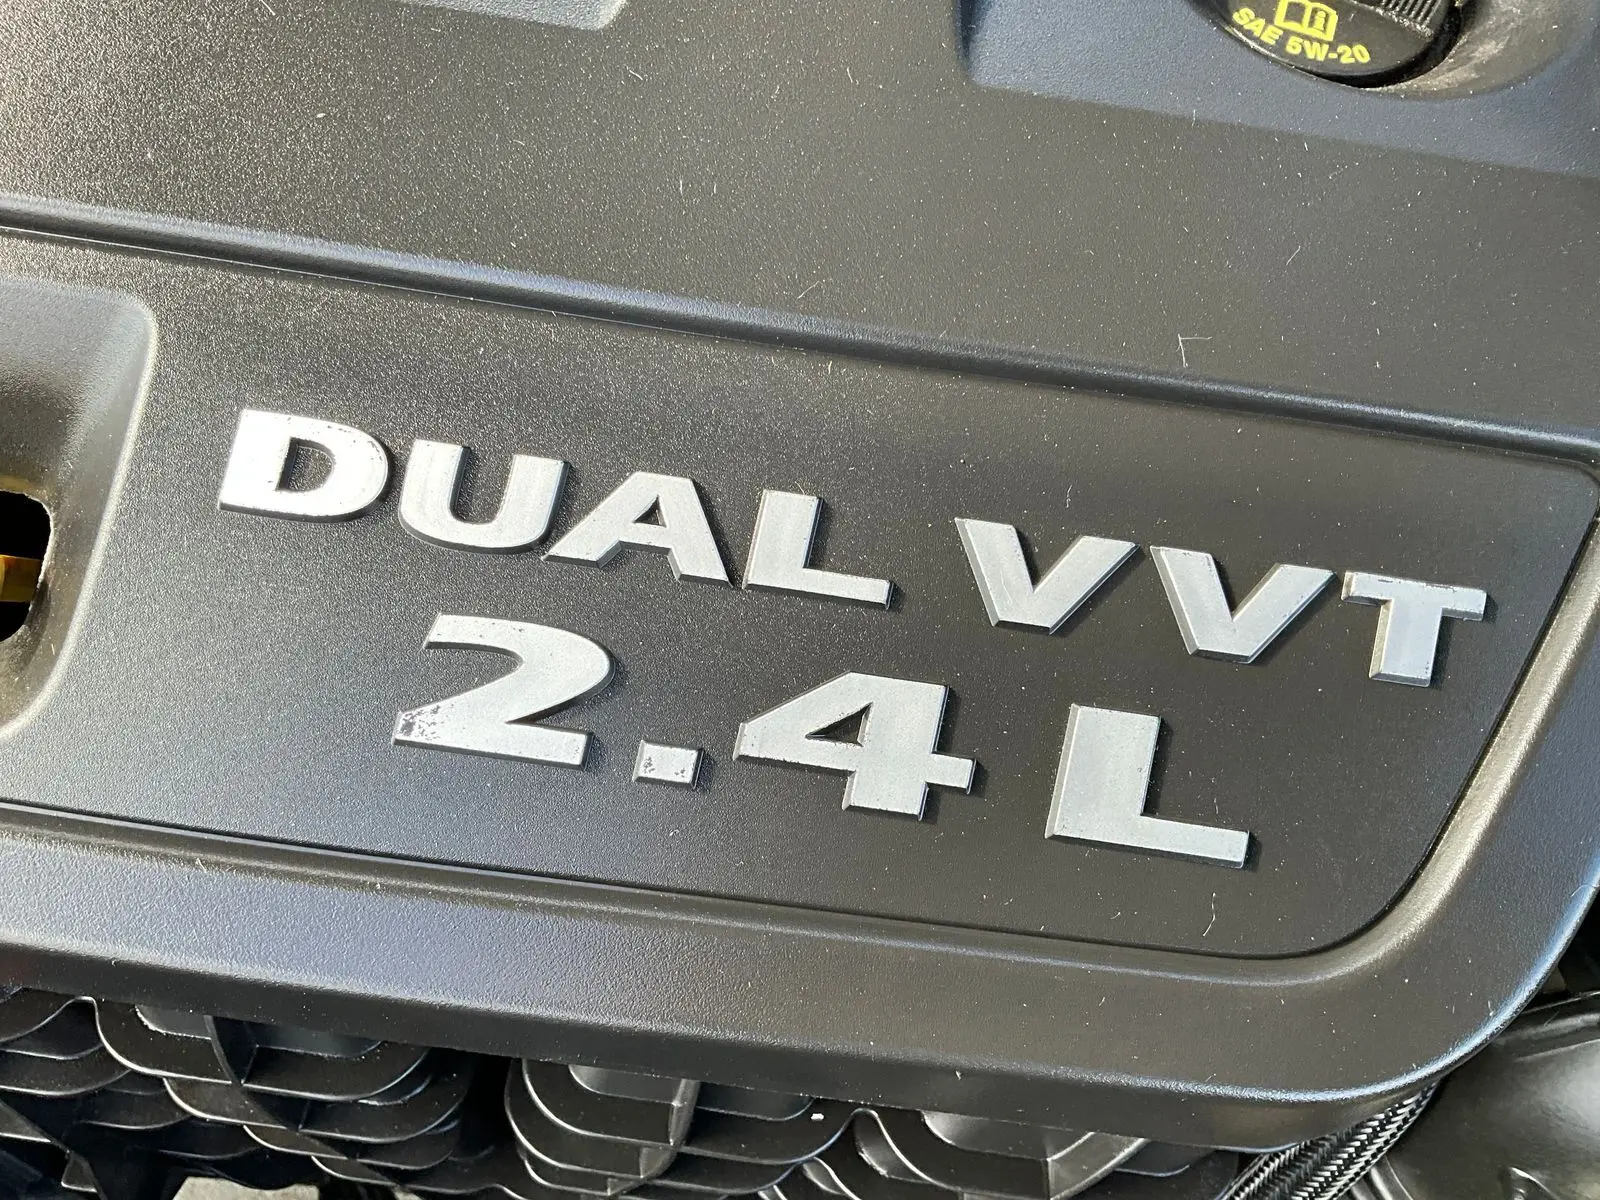 SAE 5W-20
DUAL VVT
2.4L